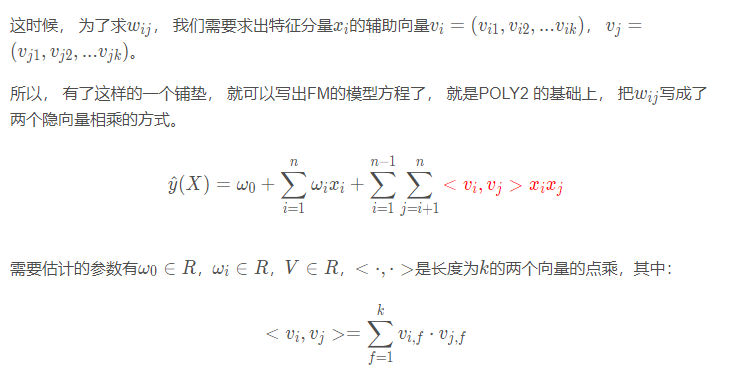 这时候， 为了求$w_{ij}$， 我们需要求出特征分量$x_i$的辅助向量$v_i = (v_{i1}, v_{i2}, ...v_{ik})$， $v_j =$
$(v_{j1}, v_{j2}, ...v_{jk})$。
所以， 有了这样的一个铺垫， 就可以写出FM的模型方程了， 就是POLY2 的基础上， 把$w_{ij}$写成了
两个隐向量相乘的方式。
$\hat{y}(X) = \omega_0 + \sum_{i=1}^{n} \omega_i x_i + \sum_{i=1}^{n-1} \sum_{j=i+1}^{n} < v_i, v_j > x_i x_j$
需要估计的参数有$\omega_0 \in R$，$\omega_i \in R$，$V \in R$，$< \cdot, \cdot >$是长度为$k$的两个向量的点乘，其中：
$< v_i, v_j >= \sum_{f=1}^{k} v_{i,f} \cdot v_{j,f}$